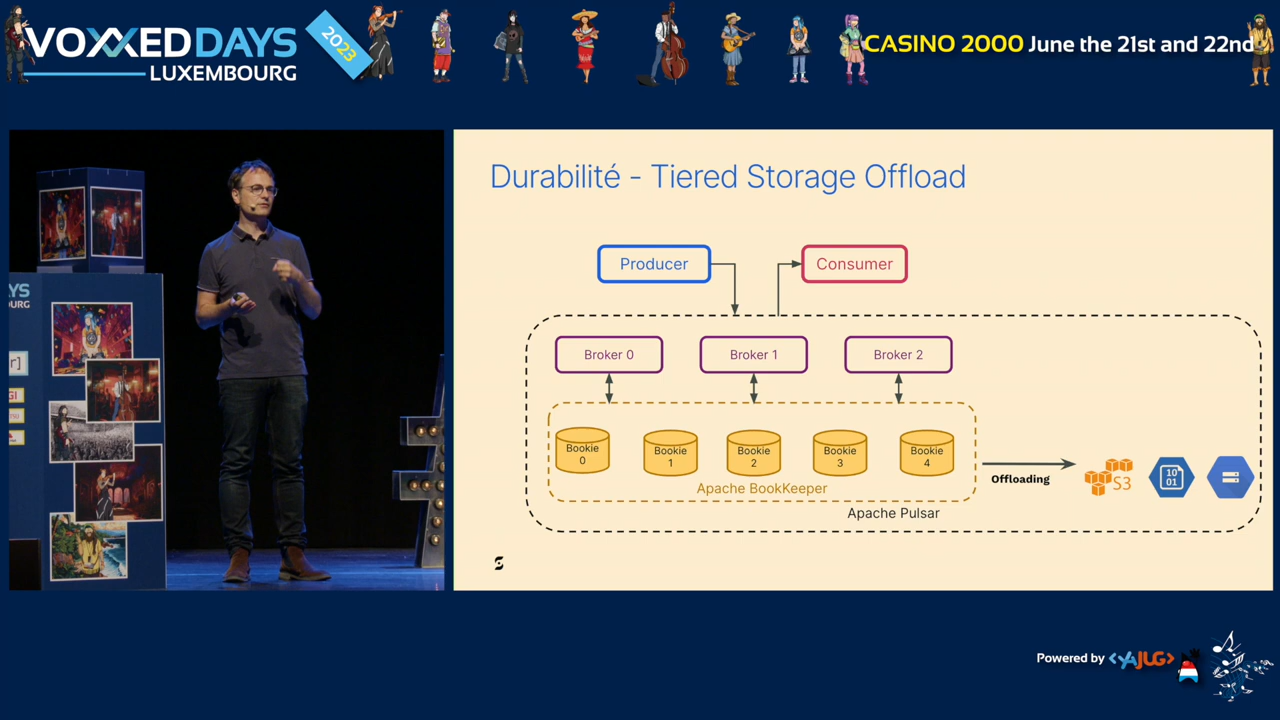 VOXXED DAYS
LUXEMBOURG
2023
CASINO 2000 June the 21st and 22nd
Durabilité - Tiered Storage Offload
Producer
Consumer
Broker 0
Broker 1
Broker 2
Bookie
0
Bookie
1
Bookie
2
Bookie
3
Bookie
4
Apache BookKeeper
Offloading
S3
10
01
Apache Pulsar
Powered by <YAJUG>